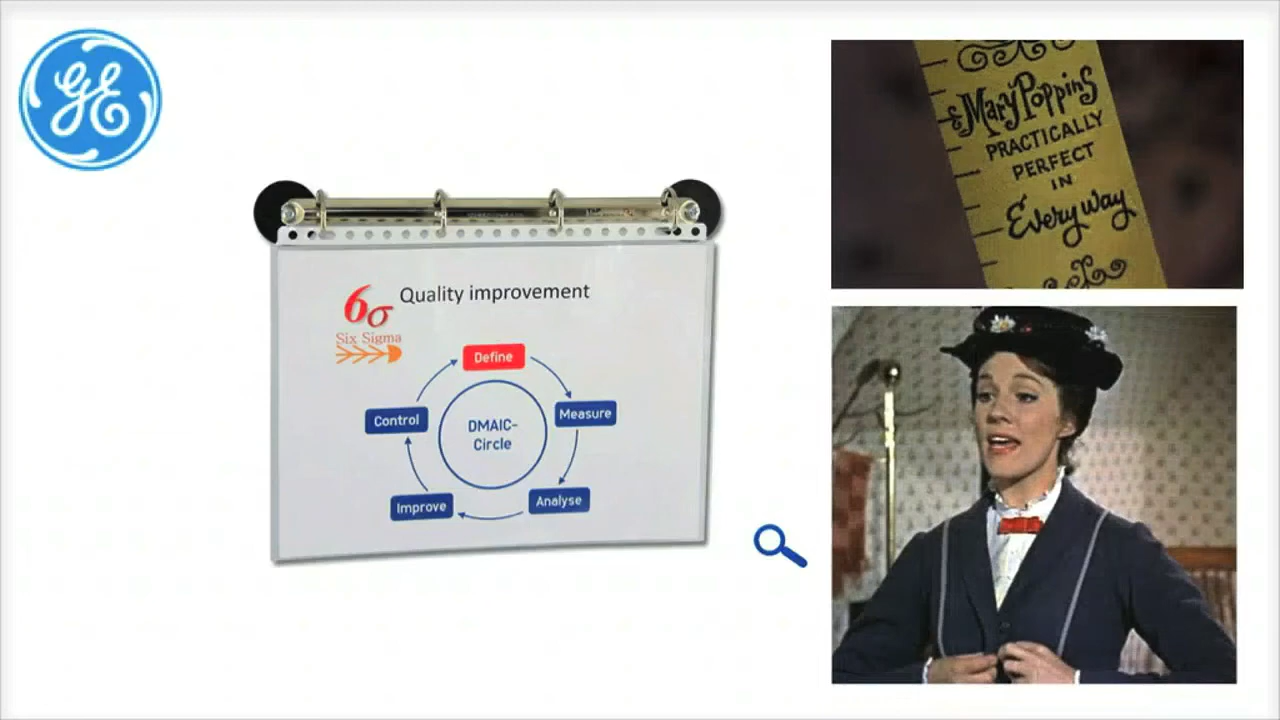 GE
6σ
Six Sigma
Quality improvement
Define
Measure
Analyse
Improve
Control
DMAIC-
Circle
Mary Poppins
PRACTICALLY
PERFECT
IN
Every way